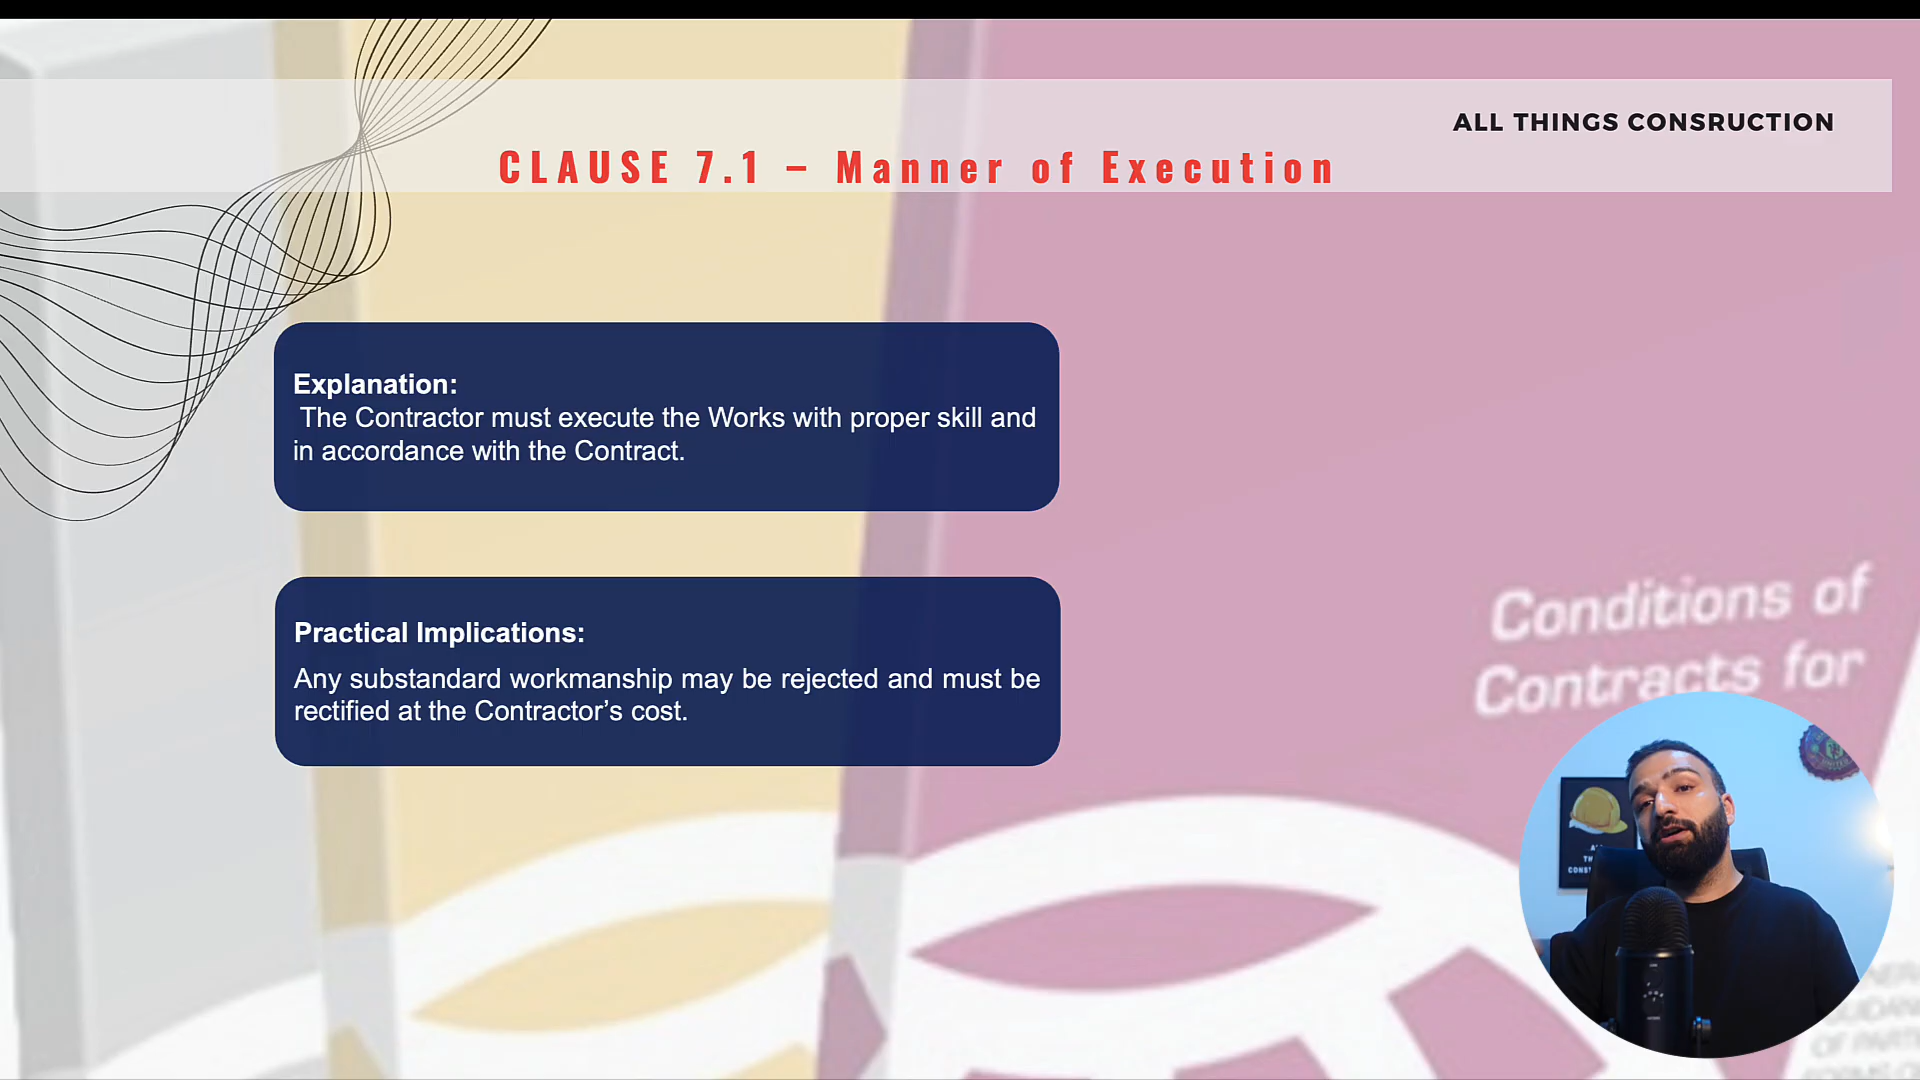 ALL THINGS CONSRUCTION
CLAUSE 7.1 – Manner of Execution
Explanation:
The Contractor must execute the Works with proper skill and
in accordance with the Contract.
Practical Implications:
Any substandard workmanship may be rejected and must be
rectified at the Contractor’s cost.
Conditions of
Contracts for
OF PART